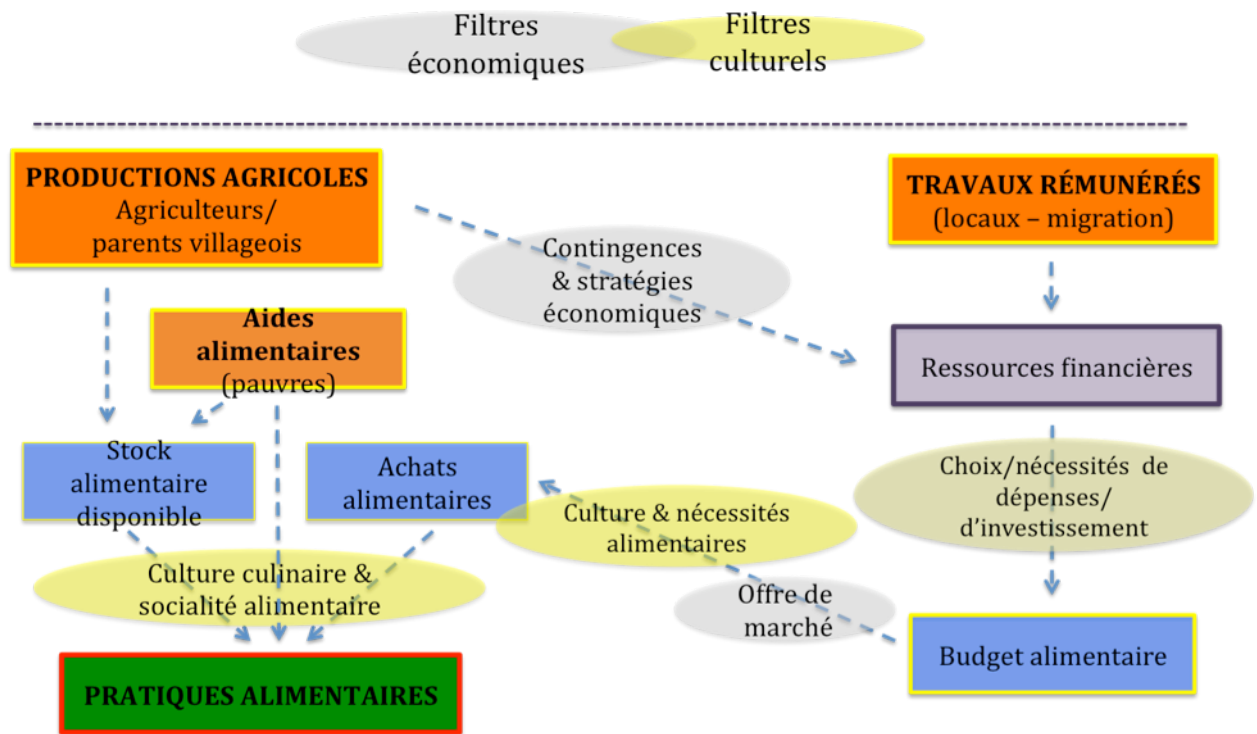 Filtres
économiques
Filtres
culturels
PRODUCTIONS AGRICOLES
Agriculteurs/
parents villageois
TRAVAUX RÉMUNÉRÉS
(locaux – migration)
Contingences
& stratégies
économiques
Aides
alimentaires
(pauvres)
Ressources financières
Stock
alimentaire
disponible
Achats
alimentaires
Choix/nécessités de
dépenses/
d'investissement
Culture & nécessités
alimentaires
Culture culinaire &
socialité alimentaire
Offre de
marché
Budget alimentaire
PRATIQUES ALIMENTAIRES